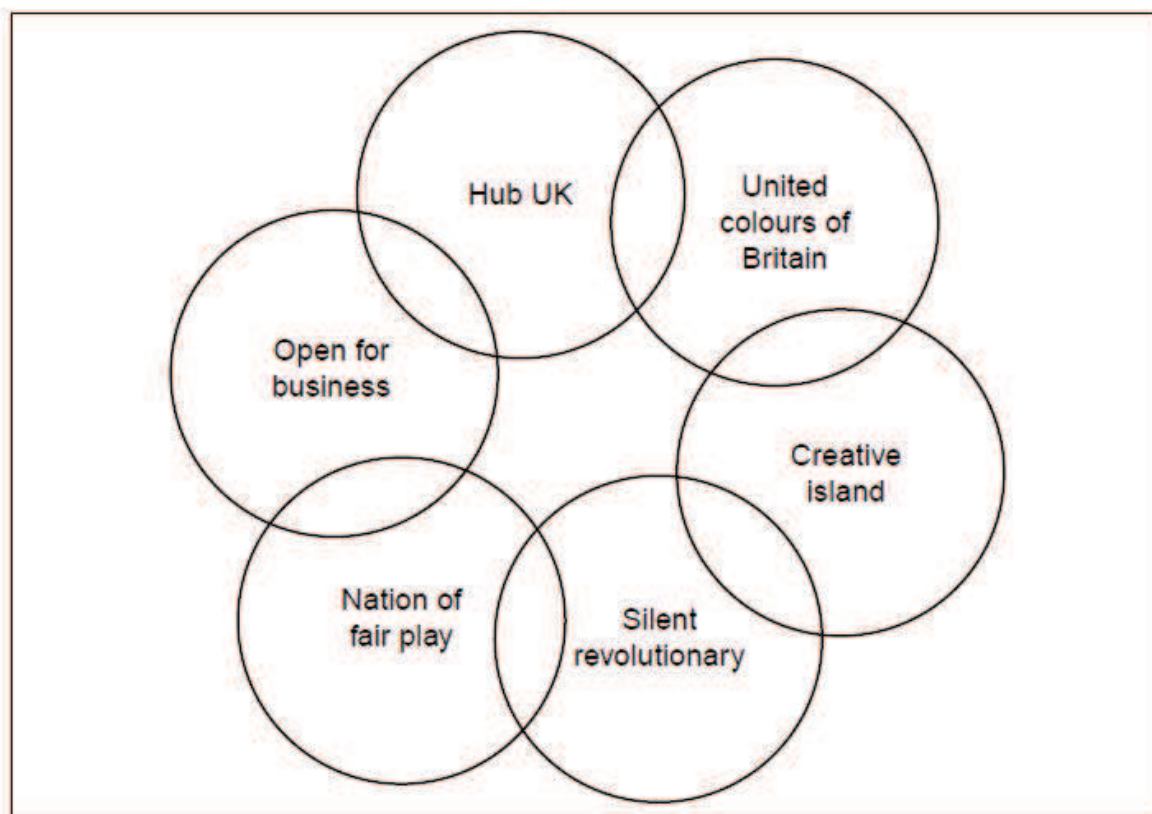 Hub UK
United
colours of
Britain
Open for
business
Creative
island
Nation of
fair play
Silent
revolutionary